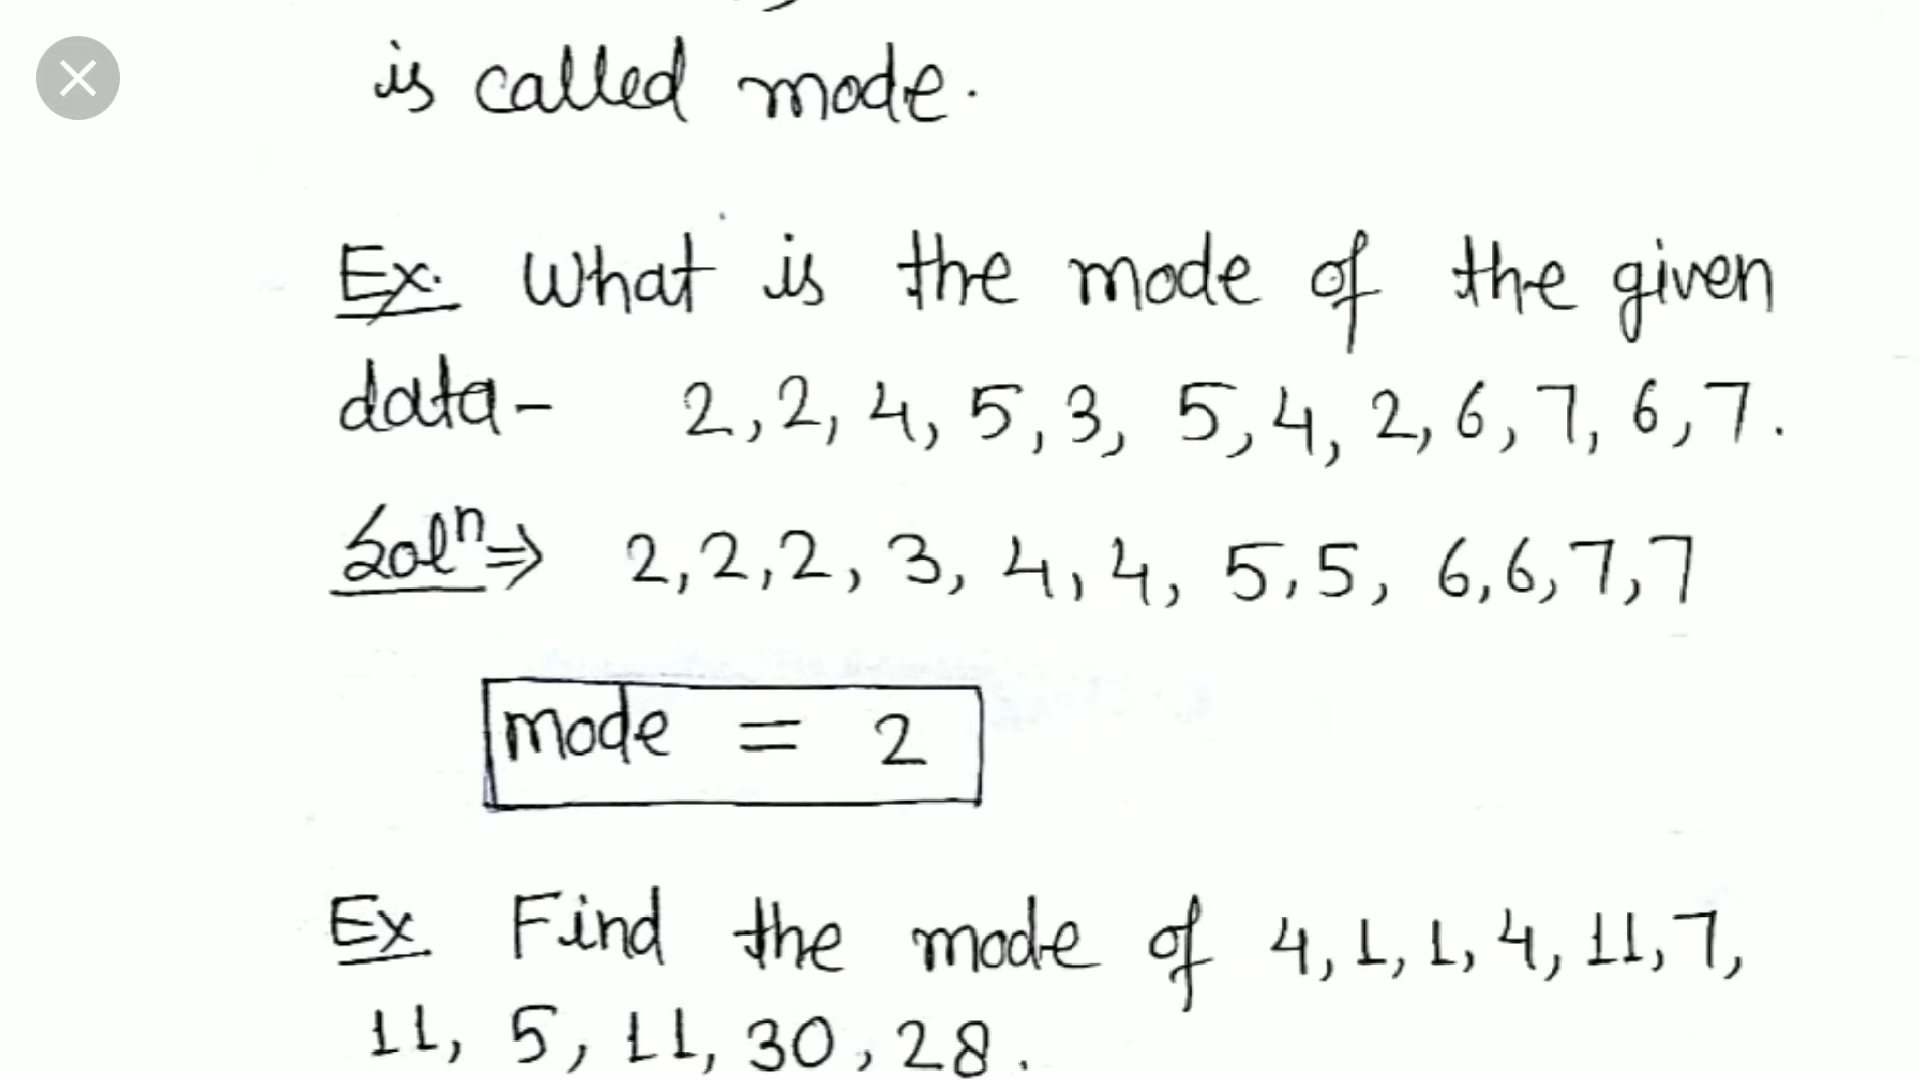 is called mode.
Ex. What is the mode of the given
data- 2,2,4,5,3, 5,4,2,6,7,6,7.
Solⁿ⇒ 2,2,2,3,4,4,5,5,6,6,7,7
mode = 2
Ex Find the mode of 4,1,1,4,11,7,
11, 5, 11, 30, 28.